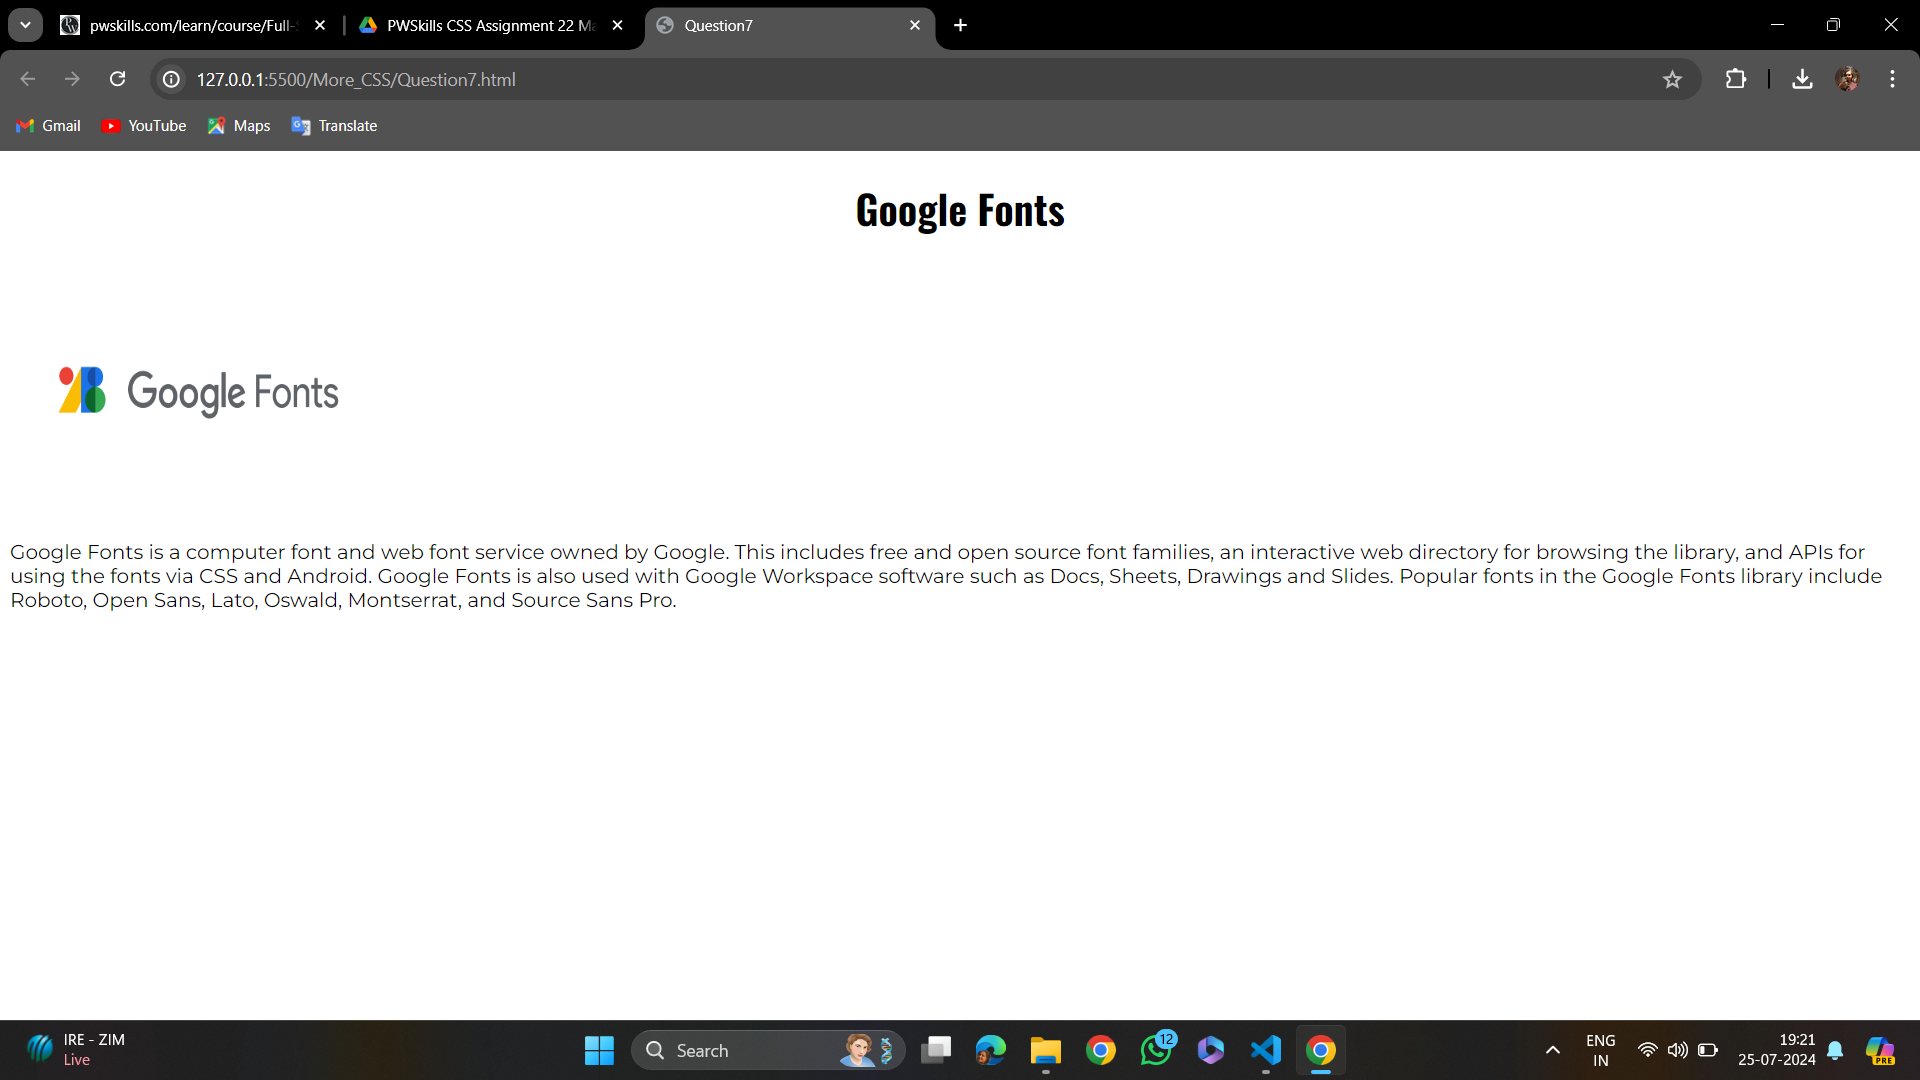 pwskills.com/learn/course/Full-
PWSkills CSS Assignment 22 Ma
Question7
127.0.0.1:5500/More_CSS/Question7.html
Gmail
YouTube
Maps
Translate
Google Fonts
Google Fonts
Google Fonts is a computer font and web font service owned by Google. This includes free and open source font families, an interactive web directory for browsing the library, and APIs for
using the fonts via CSS and Android. Google Fonts is also used with Google Workspace software such as Docs, Sheets, Drawings and Slides. Popular fonts in the Google Fonts library include
Roboto, Open Sans, Lato, Oswald, Montserrat, and Source Sans Pro.
IRE - ZIM
Live
Search
12
ENG
IN
19:21
25-07-2024
PRE